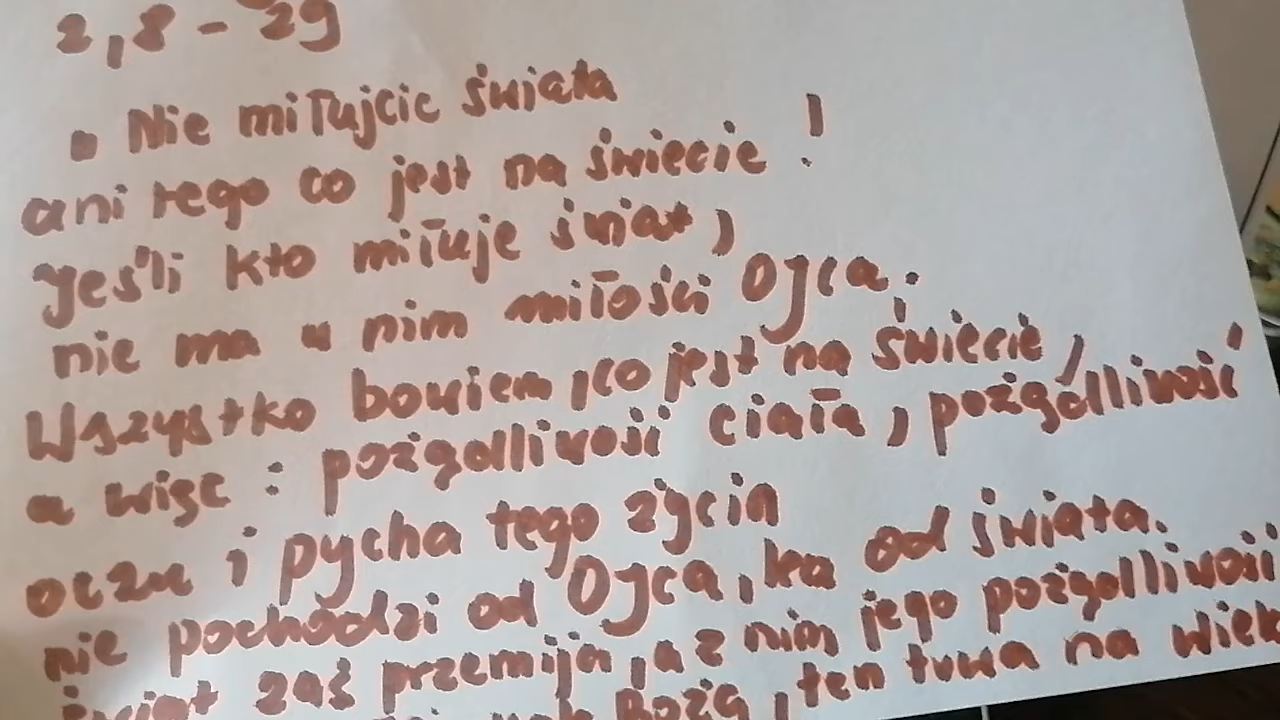 2,8-29
▪ Nie miłujcie świata
ani tego co jest na świecie!
Jeśli kto miłuje świat,
nie ma w nim miłości Ojca.
Wszystko bowiem, co jest na świecie,
a więc: pożądliwość ciała, pożądliwość
oczu i pycha tego życia
nie pochodzi od Ojca, lecz od świata.
świat zaś przemija, a z nim jego pożądliwość
Bożą, ten trwa na wiek